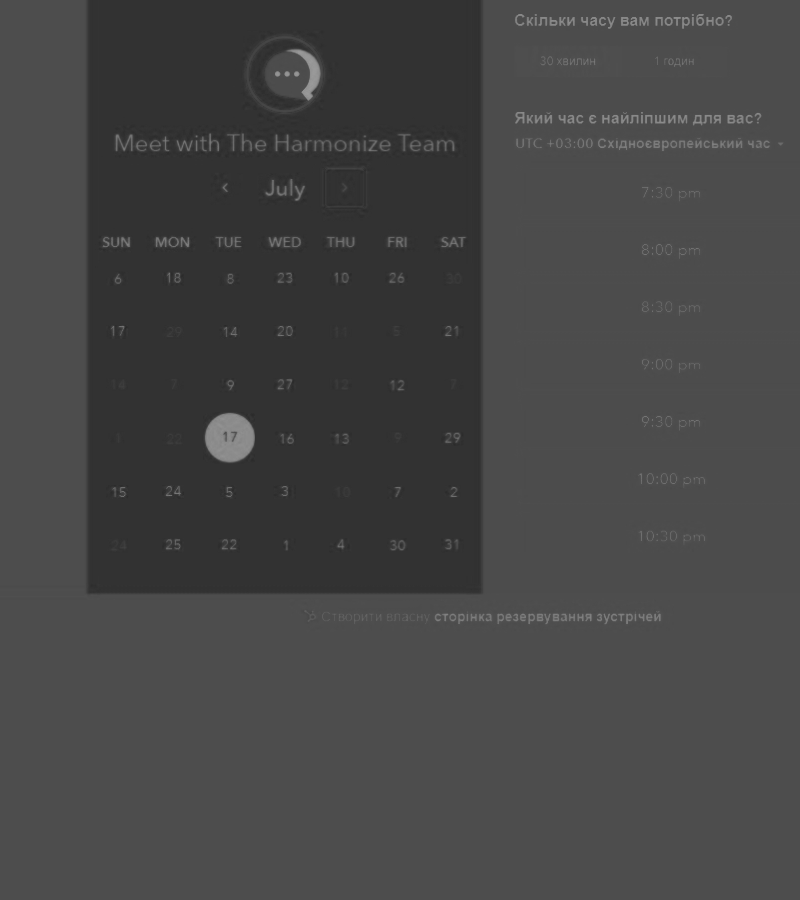 Meet with The Harmonize Team
July
SUN MON TUE WED THU FRI SAT
6 18 8 23 10 26 30
17 29 14 20 11 5 21
14 7 9 27 12 12 7
22 17 16 13 9 29
15 24 5 3 10 7 2
24 25 22 1 4 30 31
Скільки часу вам потрібно?
30 хвилин 1 годин
Який час є найліпшим для вас?
UTC +03:00 Східноєвропейський час
7:30 pm
8:00 pm
8:30 pm
9:00 pm
9:30 pm
10:00 pm
10:30 pm
Створити власну сторінка резервування зустрічей